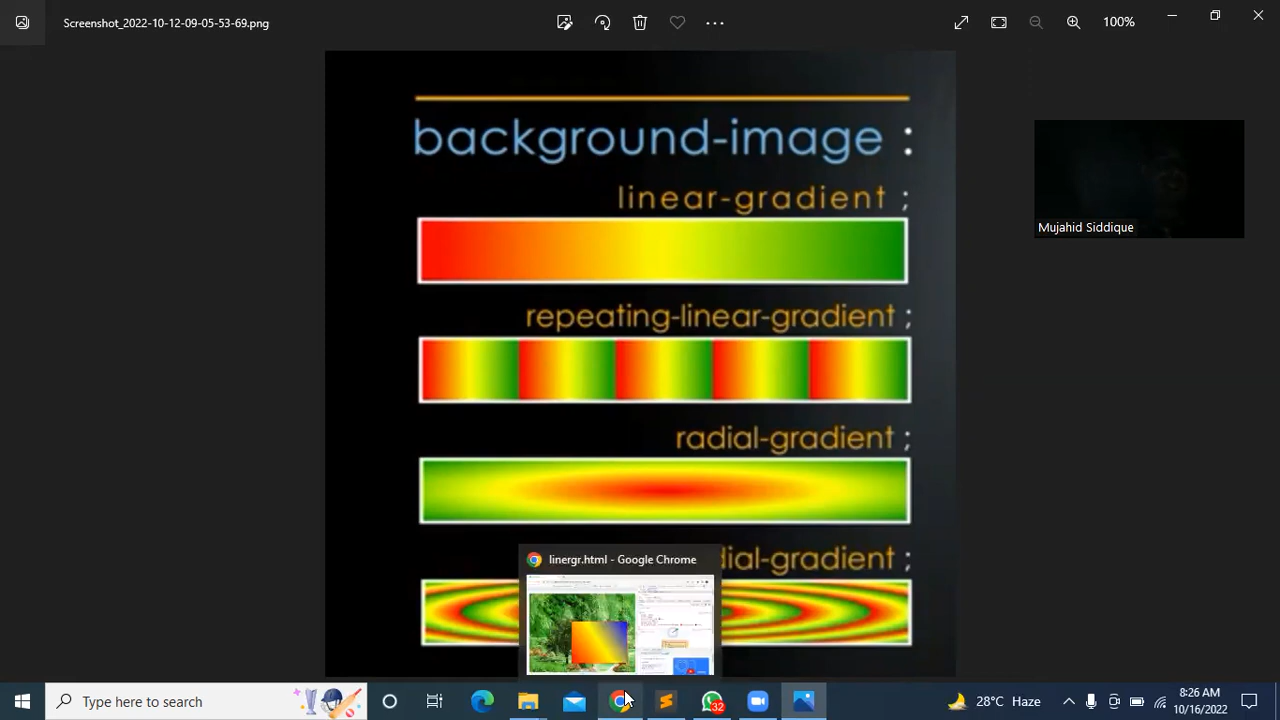 Screenshot_2022-10-12-09-05-53-69.png
100%
background-image :
linear-gradient ;
Mujahid Siddique
repeating-linear-gradient ;
radial-gradient ;
linergr.html - Google Chrome
dial-gradient ;
Type here to search
32
28°C Haze
8:26 AM
10/16/2022